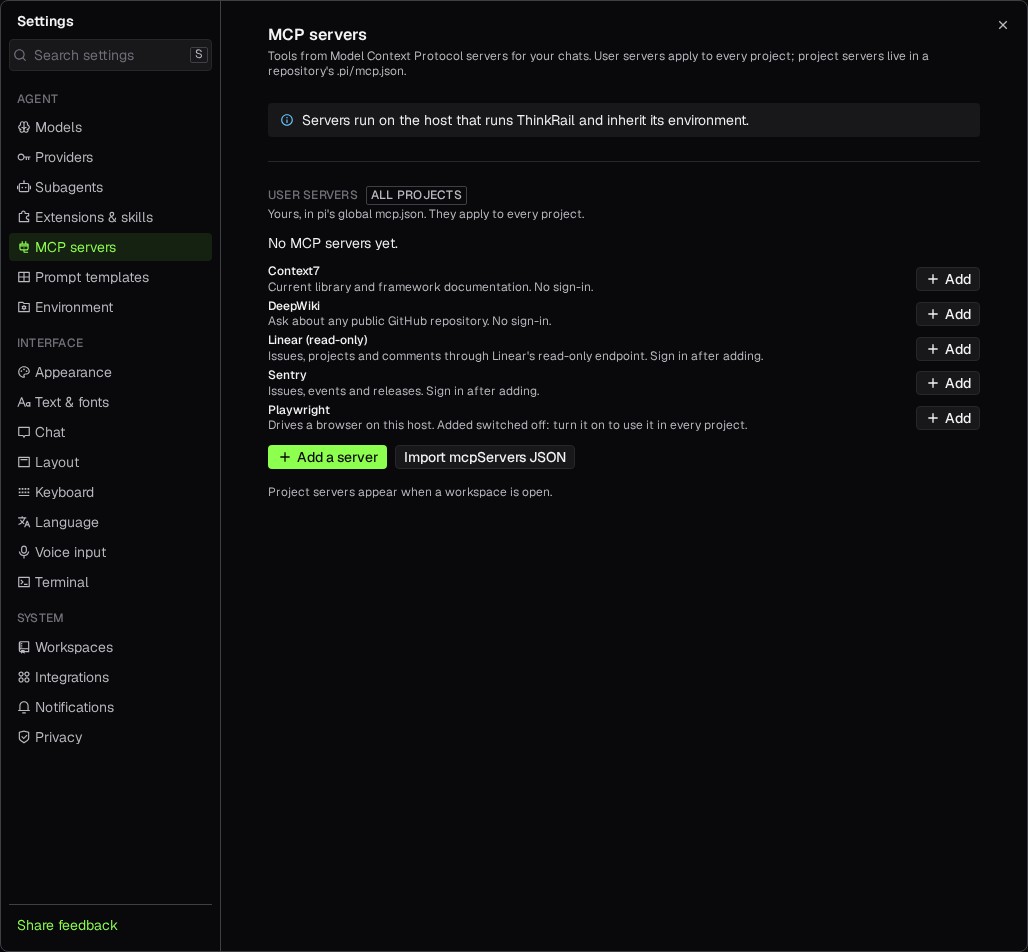 Settings
Search settings
S
AGENT
Models
Providers
Subagents
Extensions & skills
MCP servers
Prompt templates
Environment
INTERFACE
Appearance
Text & fonts
Chat
Layout
Keyboard
Language
Voice input
Terminal
SYSTEM
Workspaces
Integrations
Notifications
Privacy
Share feedback
MCP servers
Tools from Model Context Protocol servers for your chats. User servers apply to every project; project servers live in a
repository's .pi/mcp.json.
Servers run on the host that runs ThinkRail and inherit its environment.
USER SERVERS ALL PROJECTS
Yours, in pi's global mcp.json. They apply to every project.
No MCP servers yet.
Context7
Current library and framework documentation. No sign-in.
Add
DeepWiki
Ask about any public GitHub repository. No sign-in.
Add
Linear (read-only)
Issues, projects and comments through Linear's read-only endpoint. Sign in after adding.
Add
Sentry
Issues, events and releases. Sign in after adding.
Add
Playwright
Drives a browser on this host. Added switched off: turn it on to use it in every project.
Add
Add a server
Import mcpServers JSON
Project servers appear when a workspace is open.